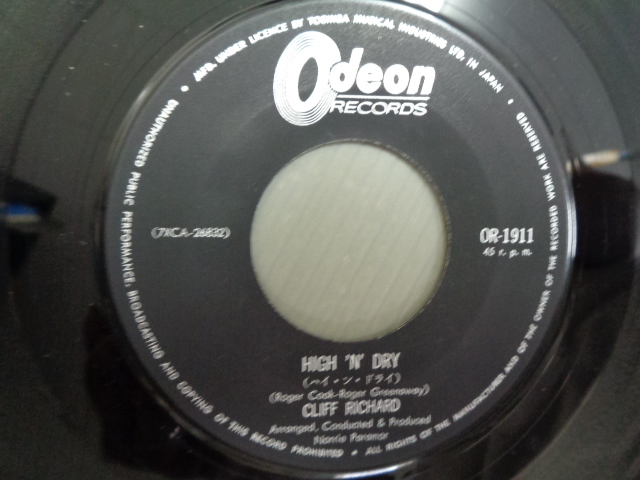 • MFD. UNDER LICENCE BY TOSHIBA MUSICAL INDUSTRIES LTD. IN JAPAN •
Odeon
RECORDS
(7XCA-26832)
OR-1911
45 r. p. m.
HIGH 'N' DRY
(ハイ・ン・ドライ)
(Roger Cook-Roger Greenaway)
CLIFF RICHARD
Arranged, Conducted & Produced
Norrie Paramor
UNAUTHORIZED PUBLIC PERFORMANCE, BROADCASTING AND COPYING OF THIS RECORD PROHIBITED • ALL RIGHTS OF THE MANUFACTURER AND OF THE OWNER OF THE RECORDED WORK ARE RESERVED